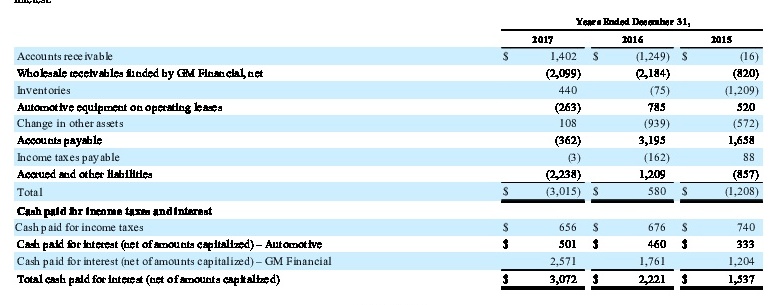 Years Ended December 31,
2017 2016 2015
Accounts receivable $ 1,402 $ (1,249) $ (16)
Wholesale receivables funded by GM Financial, net (2,099) (2,184) (820)
Inventories 440 (75) (1,209)
Automotive equipment on operating leases (263) 785 520
Change in other assets 108 (939) (572)
Accounts payable (362) 3,195 1,658
Income taxes payable (3) (162) 88
Accrued and other liabilities (2,238) 1,209 (857)
Total $ (3,015) $ 580 $ (1,208)
Cash paid for income taxes and interest
Cash paid for income taxes $ 656 $ 676 $ 740
Cash paid for interest (net of amounts capitalized) – Automotive $ 501 $ 460 $ 333
Cash paid for interest (net of amounts capitalized) – GM Financial 2,571 1,761 1,204
Total cash paid for interest (net of amounts capitalized) $ 3,072 $ 2,221 $ 1,537